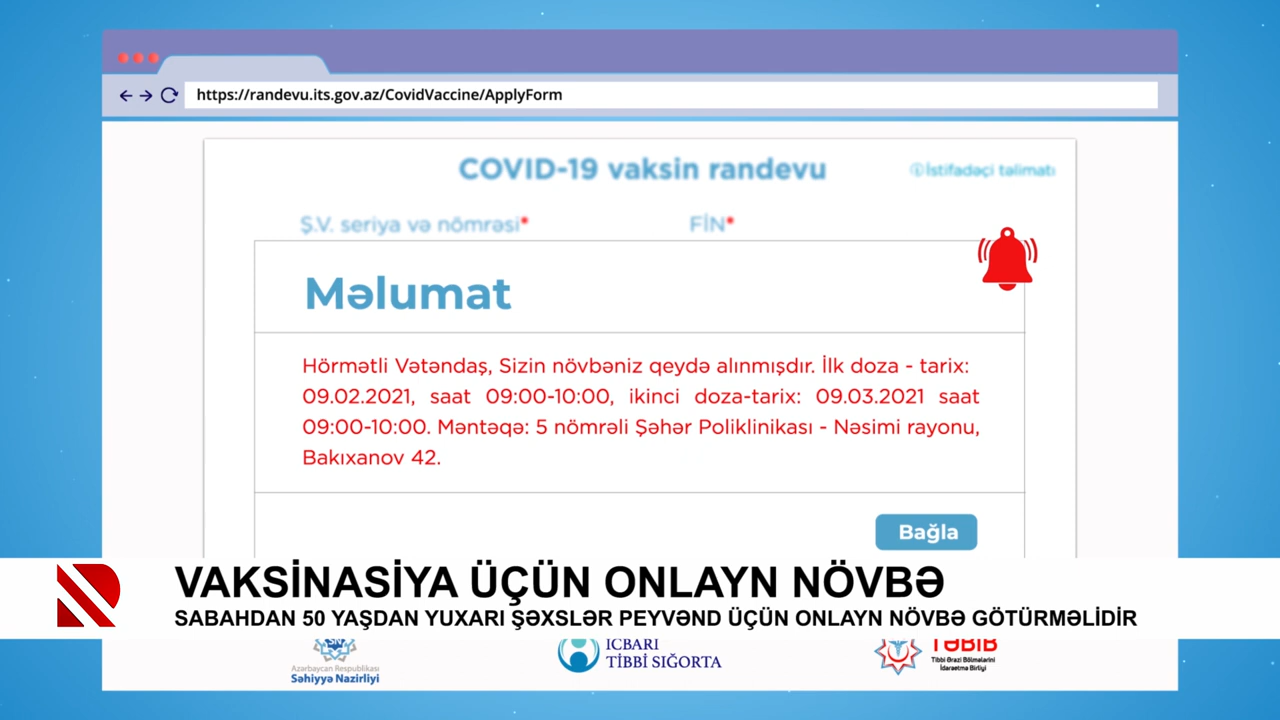 https://randevu.its.gov.az/CovidVaccine/ApplyForm
COVID-19 vaksin randevu
İstifadəçi təlimatı
Ş.V. seriya və nömrəsi*
FİN*
Məlumat
Hörmətli Vətəndaş, Sizin növbəniz qeydə alınmışdır. İlk doza - tarix:
09.02.2021, saat 09:00-10:00, ikinci doza-tarix: 09.03.2021 saat
09:00-10:00. Məntəqə: 5 nömrəli Şəhər Poliklinikası - Nəsimi rayonu,
Bakıxanov 42.
Bağla
VAKSİNASİYA ÜÇÜN ONLAYN NÖVBƏ
SABAHDAN 50 YAŞDAN YUXARI ŞƏXSLƏR PEYVƏND ÜÇÜN ONLAYN NÖVBƏ GÖTÜRMƏLİDİR
Azərbaycan Respublikası
Səhiyyə Nazirliyi
İCBARİ
TİBBİ SIĞORTA
TƏBİB
Tibbi Ərazi Bölmələrini
İdarəetmə Birliyi